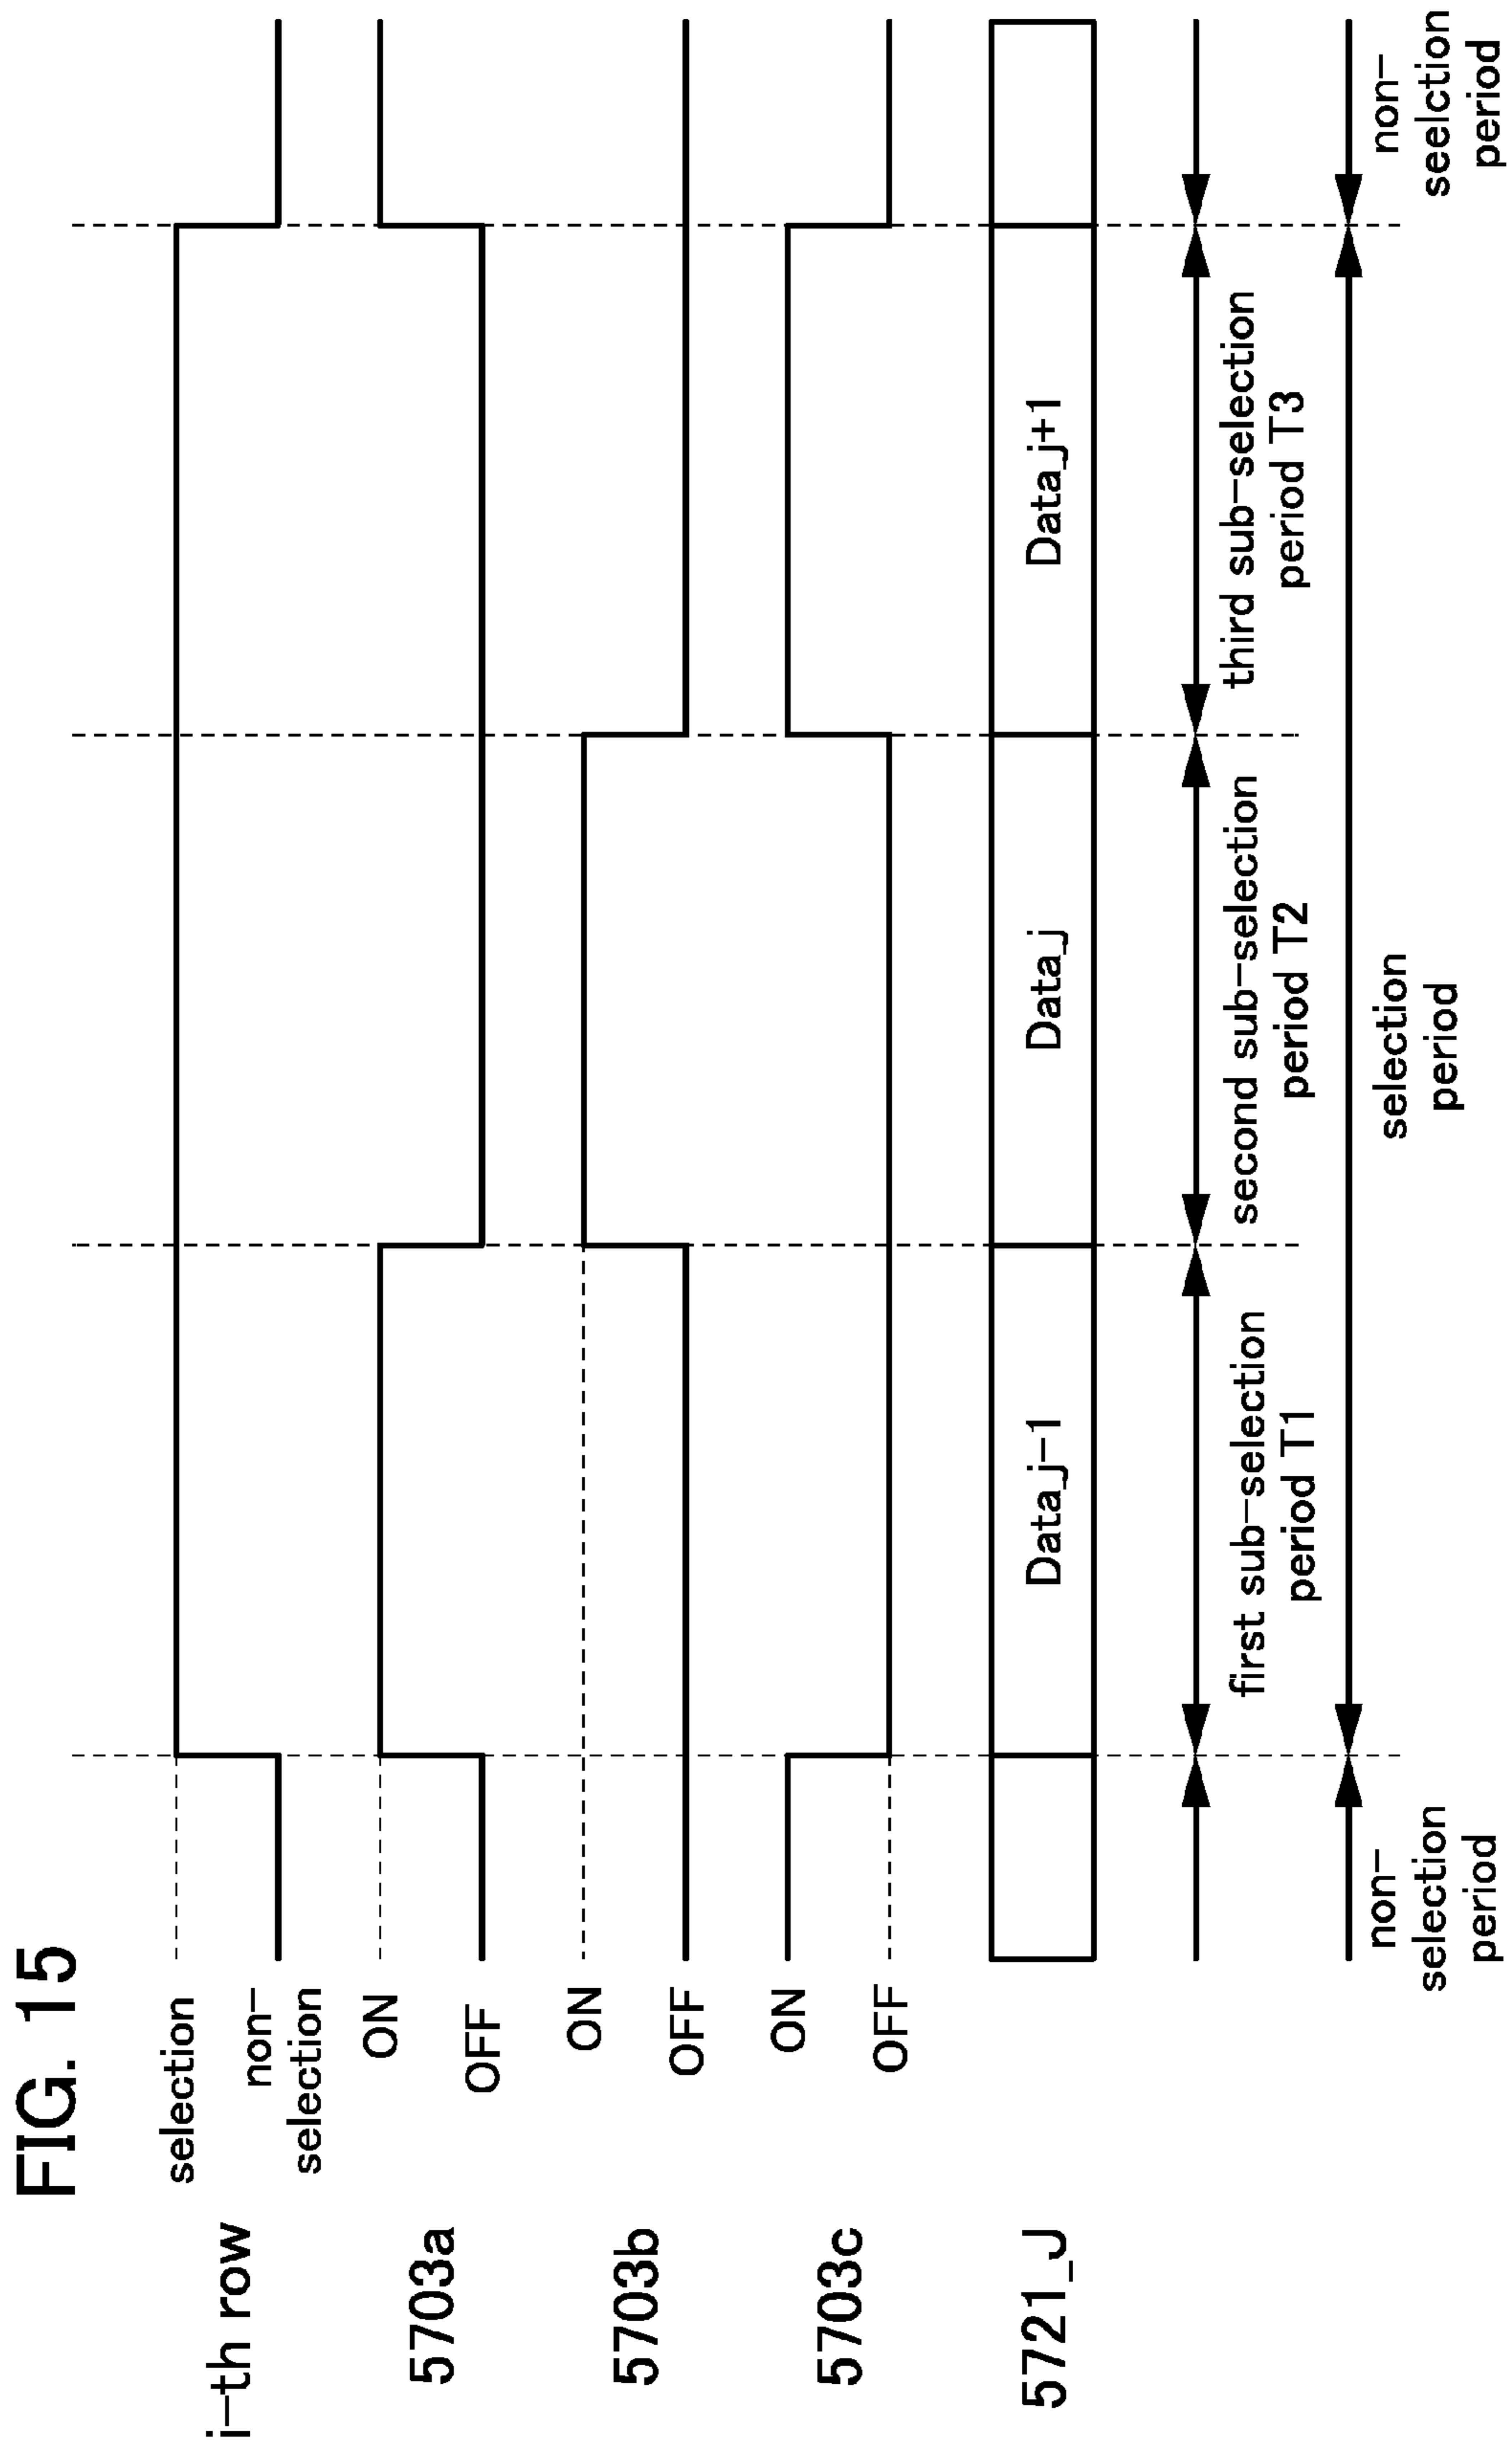 FIG. 15
i-th row
selection
non-
selection
5703a
ON
OFF
5703b
ON
OFF
5703c
ON
OFF
5721_J
Data_j-1
Data_j
Data_j+1
first sub-selection
period T1
second sub-selection
period T2
third sub-selection
period T3
non-
selection
period
selection
period
non-
seelction
period